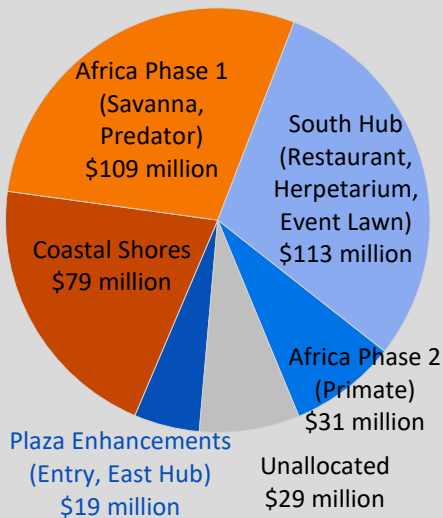 Africa Phase 1
(Savanna,
Predator)
$109 million
South Hub
(Restaurant,
Herpetarium,
Event Lawn)
$113 million
Coastal Shores
$79 million
Africa Phase 2
(Primate)
$31 million
Plaza Enhancements
(Entry, East Hub)
$19 million
Unallocated
$29 million